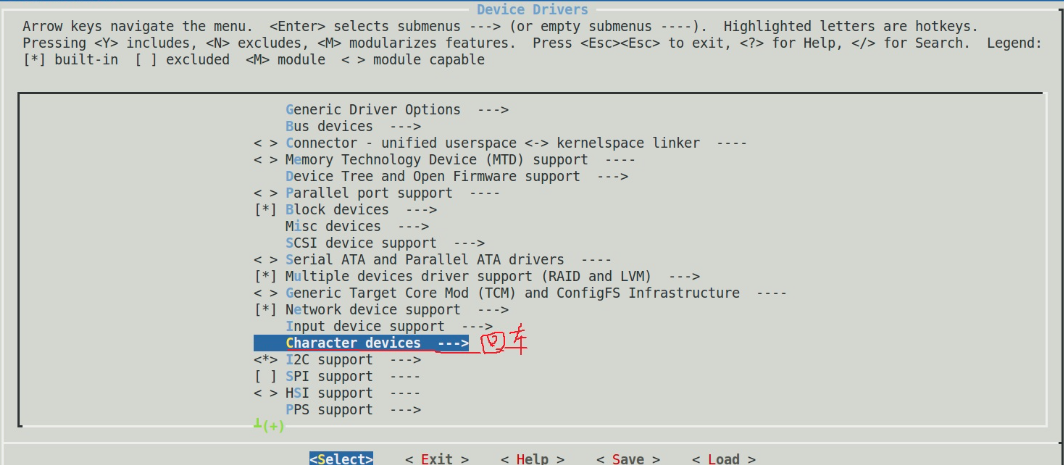 Device Drivers
Arrow keys navigate the menu.  <Enter> selects submenus ---> (or empty submenus ----).  Highlighted letters are hotkeys.
Pressing <Y> includes, <N> excludes, <M> modularizes features.  Press <Esc><Esc> to exit, <?> for Help, </> for Search.  Legend:
[*] built-in  [ ] excluded  <M> module  < > module capable
Generic Driver Options  --->
Bus devices  --->
< > Connector - unified userspace <-> kernelspace linker  ----
< > Memory Technology Device (MTD) support  ----
Device Tree and Open Firmware support  --->
< > Parallel port support  ----
[*] Block devices  --->
Misc devices  --->
SCSI device support  --->
< > Serial ATA and Parallel ATA drivers  ----
[*] Multiple devices driver support (RAID and LVM)  --->
< > Generic Target Core Mod (TCM) and ConfigFS Infrastructure  ----
[*] Network device support  --->
Input device support  --->
Character devices  ---> 回车
<*> I2C support  --->
[ ] SPI support  ----
< > HSI support  ----
PPS support  --->
┴(+)
<Select>    < Exit >    < Help >    < Save >    < Load >